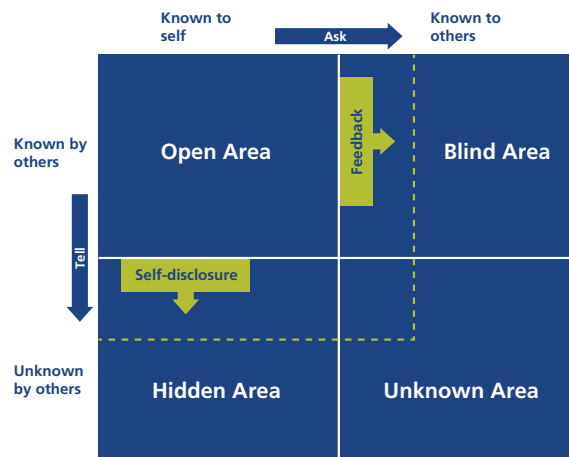 Known to
self
Ask
Known to
others
Known by
others
Open Area
Feedback
Blind Area
Tell
Self-disclosure
Unknown
by others
Hidden Area
Unknown Area